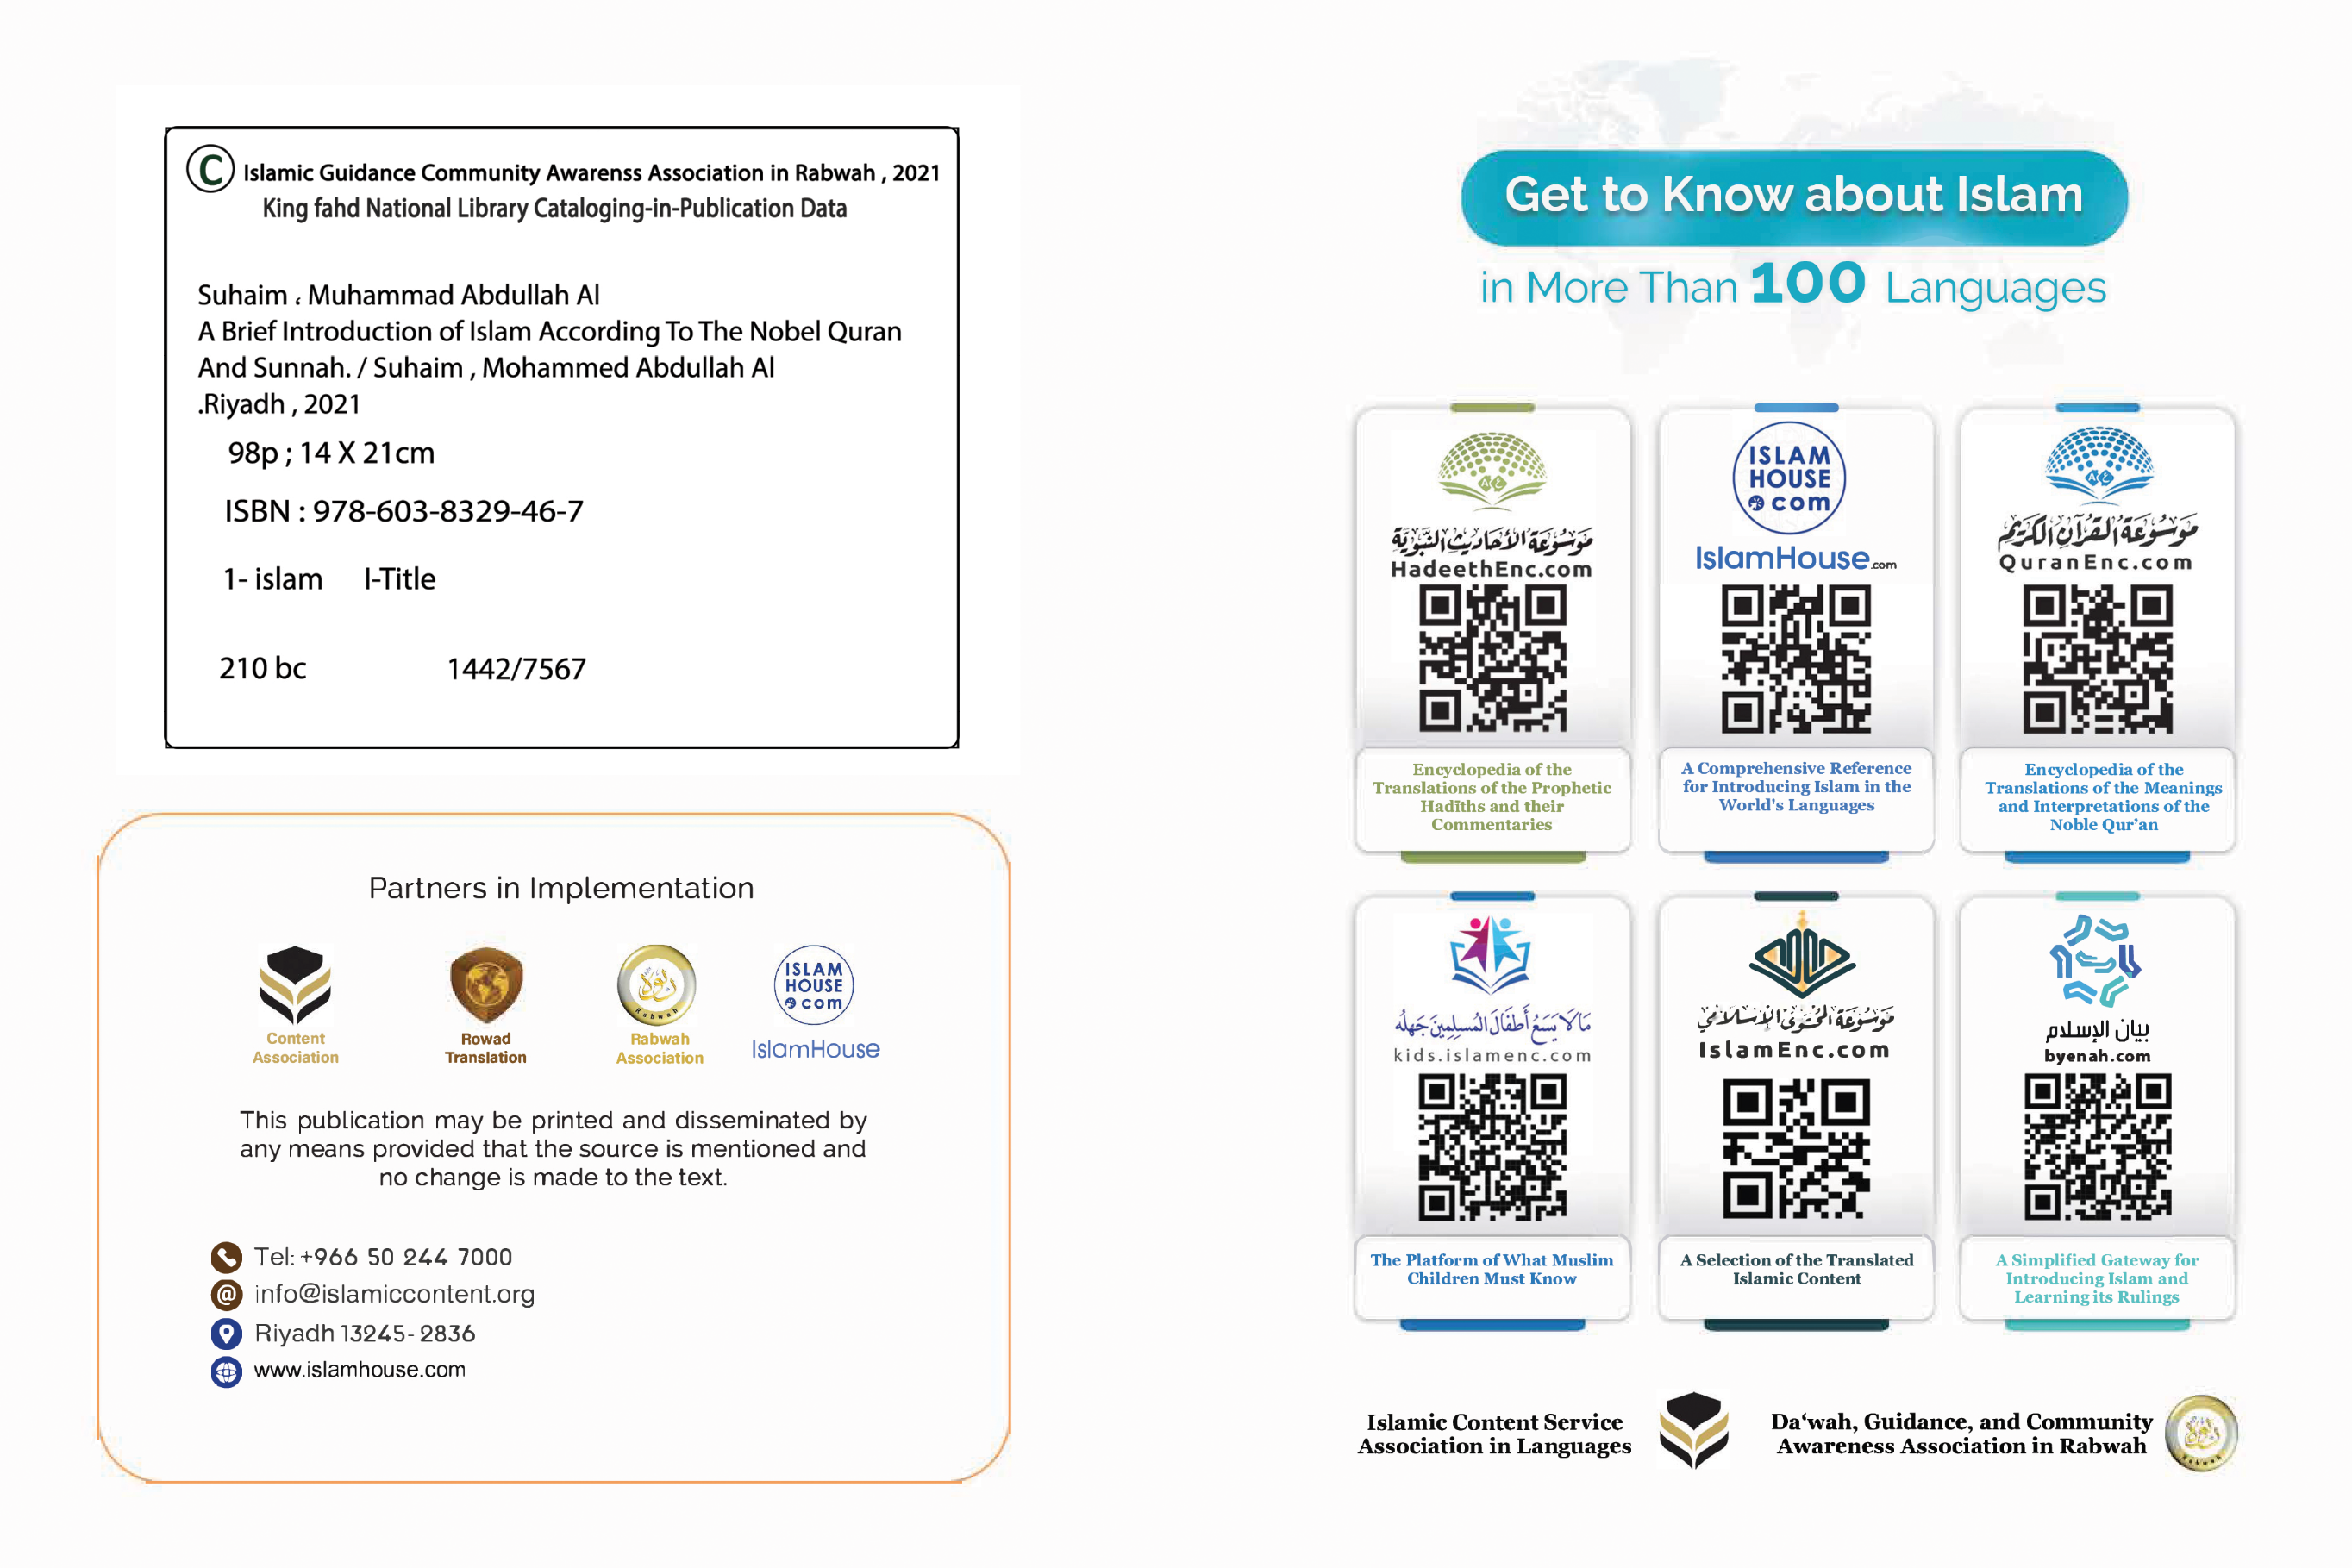 C Islamic Guidance Community Awarenss Association in Rabwah , 2021
King fahd National Library Cataloging-in-Publication Data
Suhaim ، Muhammad Abdullah Al
A Brief Introduction of Islam According To The Nobel Quran
And Sunnah. / Suhaim , Mohammed Abdullah Al
.Riyadh , 2021
98p ; 14 X 21cm
ISBN : 978-603-8329-46-7
1- islam I-Title
210 bc 1442/7567
Partners in Implementation
Content
Association
Rowad
Translation
Rabwah
Rabwah
Association
ISLAM
HOUSE
com
IslamHouse
This publication may be printed and disseminated by
any means provided that the source is mentioned and
no change is made to the text.
Tel: +966 50 244 7000
@ info@islamiccontent.org
Riyadh 13245- 2836
www.islamhouse.com
Get to Know about Islam
in More Than 100 Languages
موسوعة الأحاديث النبوية
HadeethEnc.com
Encyclopedia of the
Translations of the Prophetic
Hadīths and their
Commentaries
ISLAM
HOUSE
com
IslamHouse.com
A Comprehensive Reference
for Introducing Islam in the
World's Languages
موسوعة القرآن الكريم
QuranEnc.com
Encyclopedia of the
Translations of the Meanings
and Interpretations of the
Noble Qur’an
مَا لَا يَسَعُ أَطْفَالَ المُسلِمِينَ جَهلُه
kids.islamenc.com
The Platform of What Muslim
Children Must Know
موسوعة المحتوى الإسلامي
IslamEnc.com
A Selection of the Translated
Islamic Content
بيان الإسلام
byenah.com
A Simplified Gateway for
Introducing Islam and
Learning its Rulings
Islamic Content Service
Association in Languages
Da‘wah, Guidance, and Community
Awareness Association in Rabwah
Rabwah